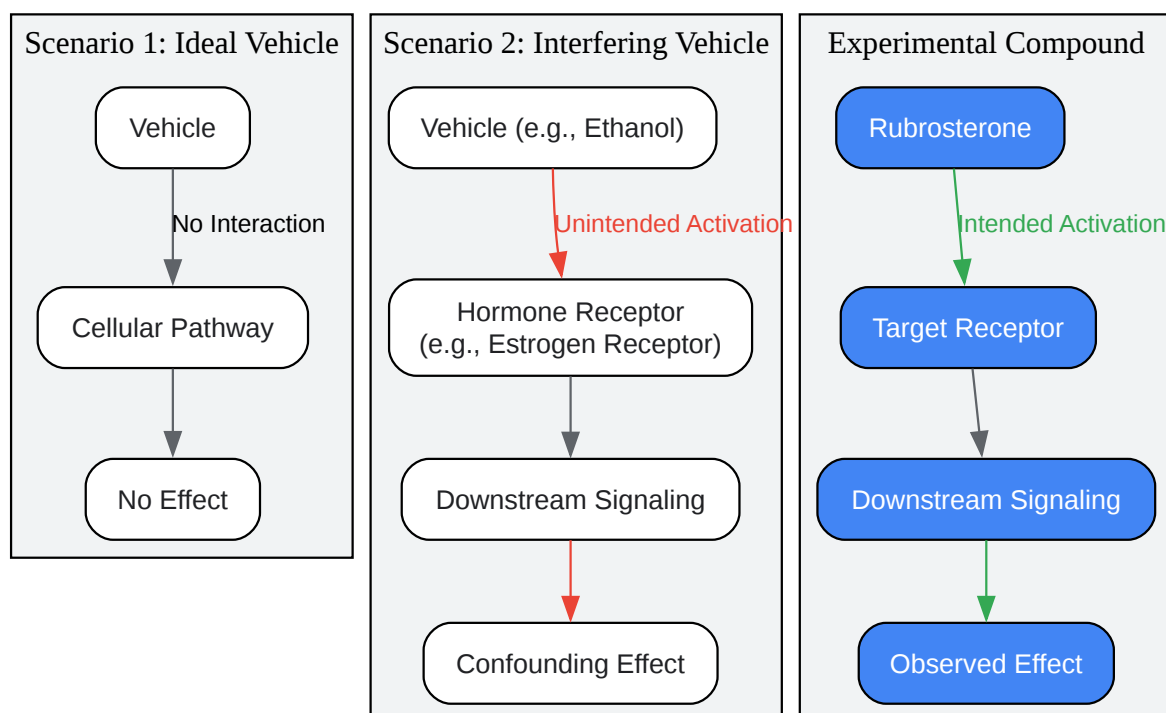 Scenario 1: Ideal Vehicle
Vehicle
No Interaction
Cellular Pathway
No Effect
Scenario 2: Interfering Vehicle
Vehicle (e.g., Ethanol)
Unintended Activation
Hormone Receptor
(e.g., Estrogen Receptor)
Downstream Signaling
Confounding Effect
Experimental Compound
Rubrosterone
Intended Activation
Target Receptor
Downstream Signaling
Observed Effect